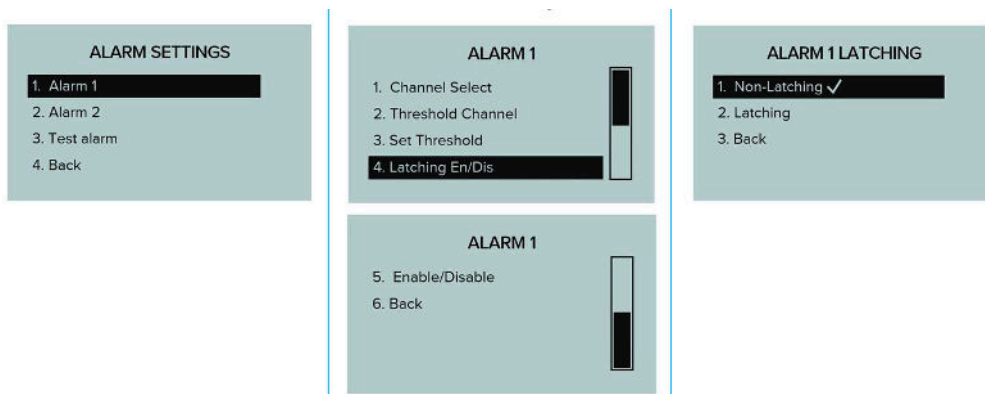 ALARM SETTINGS
1. Alarm 1
2. Alarm 2
3. Test alarm
4. Back
ALARM 1
1. Channel Select
2. Threshold Channel
3. Set Threshold
4. Latching En/Dis
ALARM 1
5. Enable/Disable
6. Back
ALARM 1 LATCHING
1. Non-Latching ✓
2. Latching
3. Back